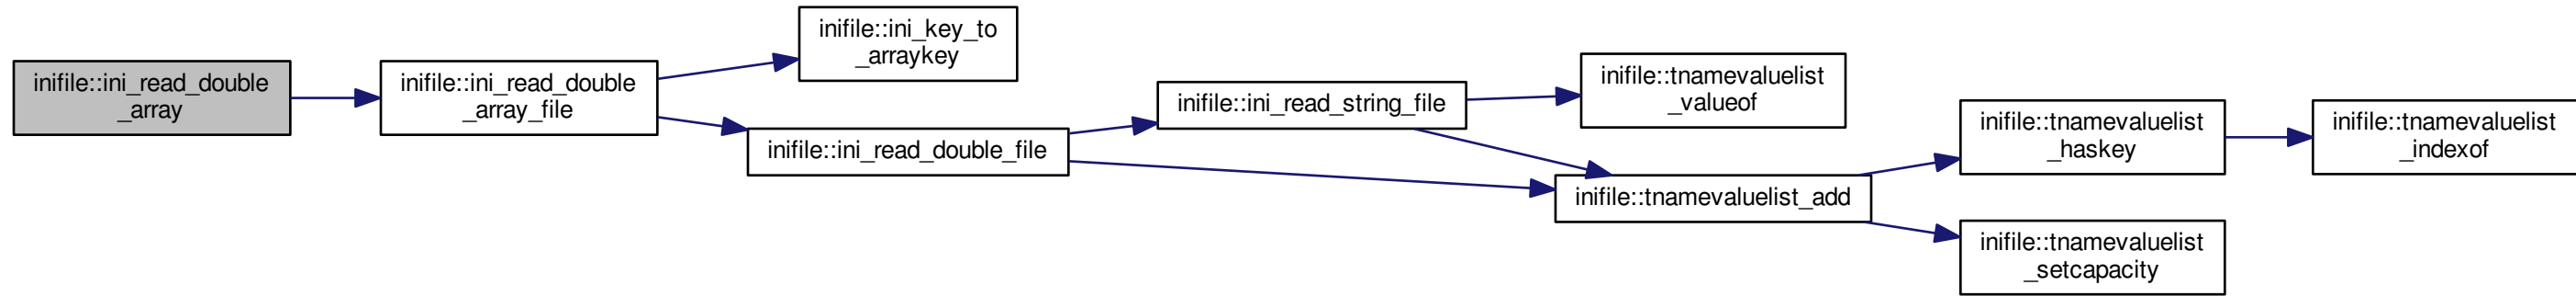 inifile::ini_read_double
_array
inifile::ini_read_double
_array_file
inifile::ini_key_to
_arraykey
inifile::ini_read_double_file
inifile::ini_read_string_file
inifile::tnamevaluelist
_valueof
inifile::tnamevaluelist_add
inifile::tnamevaluelist
_haskey
inifile::tnamevaluelist
_setcapacity
inifile::tnamevaluelist
_indexof